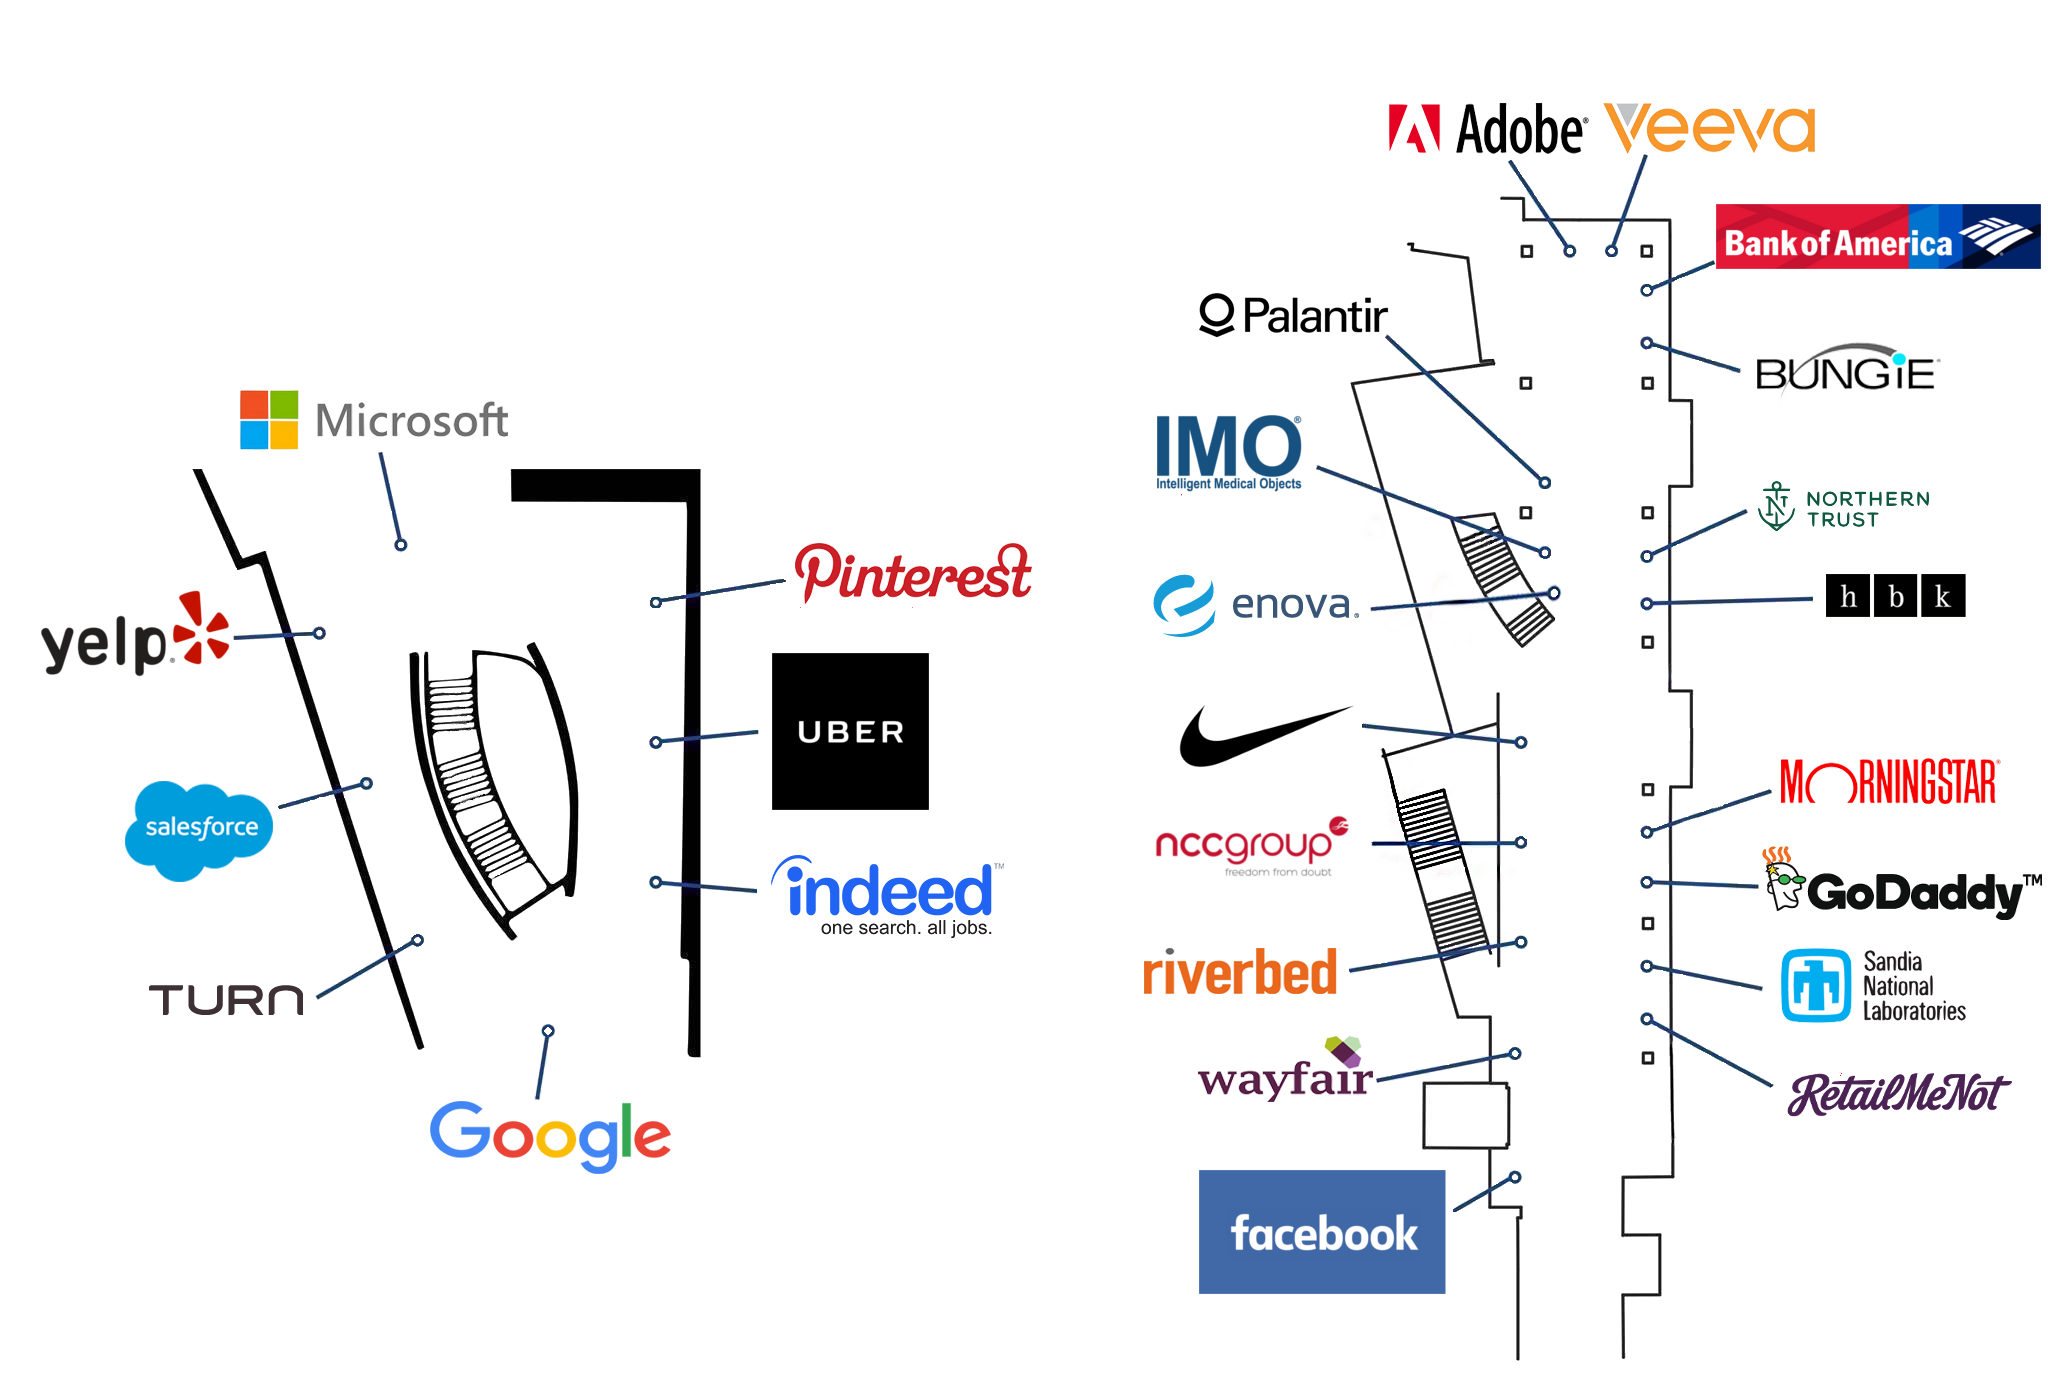 Microsoft
yelp
salesforce
TURN
Google
Pinterest
UBER
indeed™
one search. all jobs.
Adobe®
veeva
Bank of America
Palantir
BUNGiE
IMO®
Intelligent Medical Objects
NORTHERN
TRUST
enova®
h b k
nccgroup
freedom from doubt
MORNINGSTAR®
GoDaddy™
riverbed
Sandia
National
Laboratories
wayfair
RetailMeNot
facebook